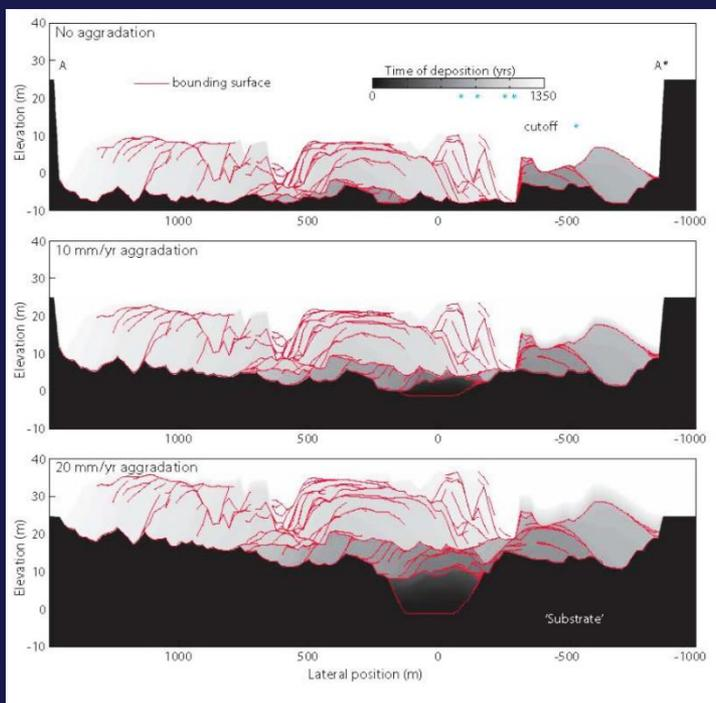 No aggradation
A
A*
bounding surface
Time of deposition (yrs)
0
1350
* * * *
cutoff *
Elevation (m)
40
30
20
10
0
-10
1000 500 0 -500 -1000
10 mm/yr aggradation
Elevation (m)
40
30
20
10
0
-10
1000 500 0 -500 -1000
20 mm/yr aggradation
Elevation (m)
40
30
20
10
0
-10
'Substrate'
1000 500 0 -500 -1000
Lateral position (m)